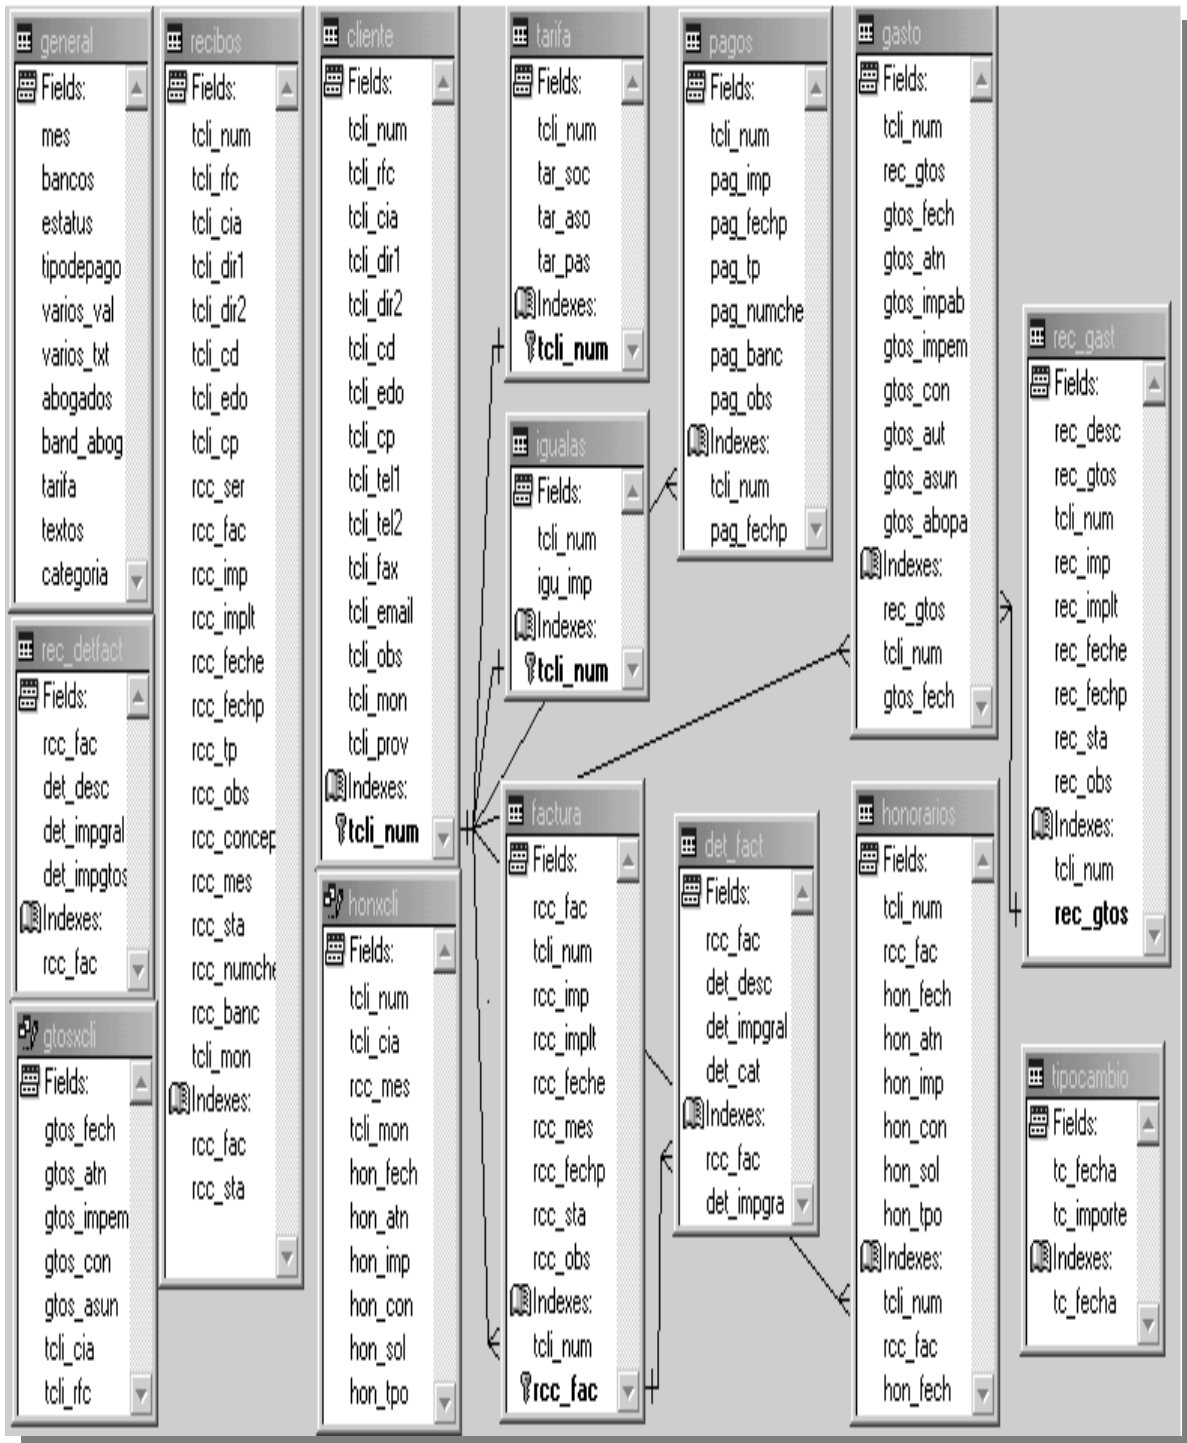 general
Fields:
mes
bancos
estatus
tipodepago
varios_val
varios_txt
abogados
band_abog
tarifa
textos
categoria
rec_detfact
Fields:
rcc_fac
det_desc
det_impgral
det_impgtos
Indexes:
rcc_fac
gtosxcli
Fields:
gtos_fech
gtos_atn
gtos_impem
gtos_con
gtos_asun
tcli_cia
tcli_rfc
recibos
Fields:
tcli_num
tcli_rfc
tcli_cia
tcli_dir1
tcli_dir2
tcli_cd
tcli_edo
tcli_cp
rcc_ser
rcc_fac
rcc_imp
rcc_implt
rcc_feche
rcc_fechp
rcc_tp
rcc_obs
rcc_concep
rcc_mes
rcc_sta
rcc_numche
rcc_banc
tcli_mon
Indexes:
rcc_fac
rcc_sta
cliente
Fields:
tcli_num
tcli_rfc
tcli_cia
tcli_dir1
tcli_dir2
tcli_cd
tcli_edo
tcli_cp
tcli_tel1
tcli_tel2
tcli_fax
tcli_email
tcli_obs
tcli_mon
tcli_prov
Indexes:
tcli_num
honxcli
Fields:
tcli_num
tcli_cia
rcc_mes
tcli_mon
hon_fech
hon_atn
hon_imp
hon_con
hon_sol
hon_tpo
tarifa
Fields:
tcli_num
tar_soc
tar_aso
tar_pas
Indexes:
tcli_num
igualas
Fields:
tcli_num
igu_imp
Indexes:
tcli_num
factura
Fields:
rcc_fac
tcli_num
rcc_imp
rcc_implt
rcc_feche
rcc_mes
rcc_fechp
rcc_sta
rcc_obs
Indexes:
tcli_num
rcc_fac
pagos
Fields:
tcli_num
pag_imp
pag_fechp
pag_tp
pag_numche
pag_banc
pag_obs
Indexes:
tcli_num
pag_fechp
det_fact
Fields:
rcc_fac
det_desc
det_impgral
det_cat
Indexes:
rcc_fac
det_impgra
gasto
Fields:
tcli_num
rec_gtos
gtos_fech
gtos_atn
gtos_impab
gtos_impem
gtos_con
gtos_aut
gtos_asun
gtos_abopa
Indexes:
rec_gtos
tcli_num
gtos_fech
honorarios
Fields:
tcli_num
rcc_fac
hon_fech
hon_atn
hon_imp
hon_con
hon_sol
hon_tpo
Indexes:
tcli_num
rcc_fac
hon_fech
rec_gast
Fields:
rec_desc
rec_gtos
tcli_num
rec_imp
rec_implt
rec_feche
rec_fechp
rec_sta
rec_obs
Indexes:
tcli_num
rec_gtos
tipocambio
Fields:
tc_fecha
tc_importe
Indexes:
tc_fecha